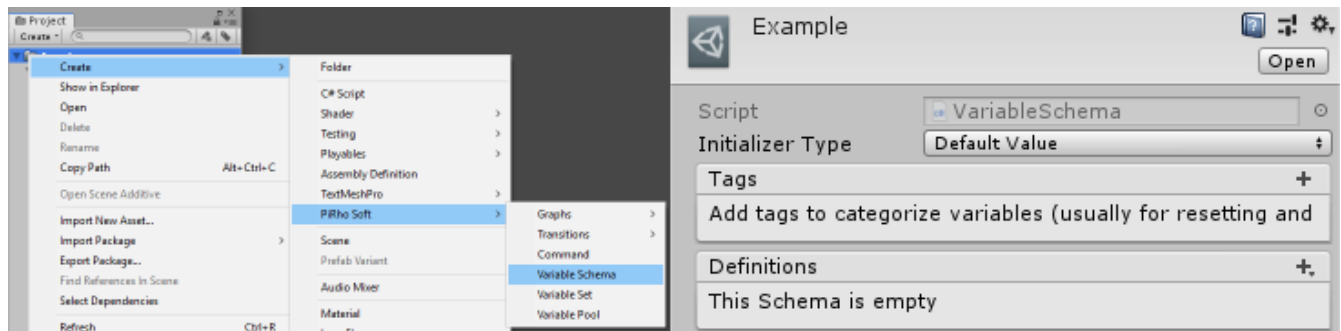 Project
Create
Create
Show in Explorer
Open
Delete
Rename
Copy Path Alt+Ctrl+C
Open Scene Additive
Import New Asset...
Import Package
Export Package...
Find References In Scene
Select Dependencies
Refresh Ctrl+R
Folder
C# Script
Shader
Testing
Playables
Assembly Definition
TextMeshPro
PiRho Soft
Scene
Prefab Variant
Audio Mixer
Material
Graphs
Transitions
Command
Variable Schema
Variable Set
Variable Pool
Example
Open
Script VariableSchema
Initializer Type Default Value
Tags
Add tags to categorize variables (usually for resetting and
Definitions
This Schema is empty